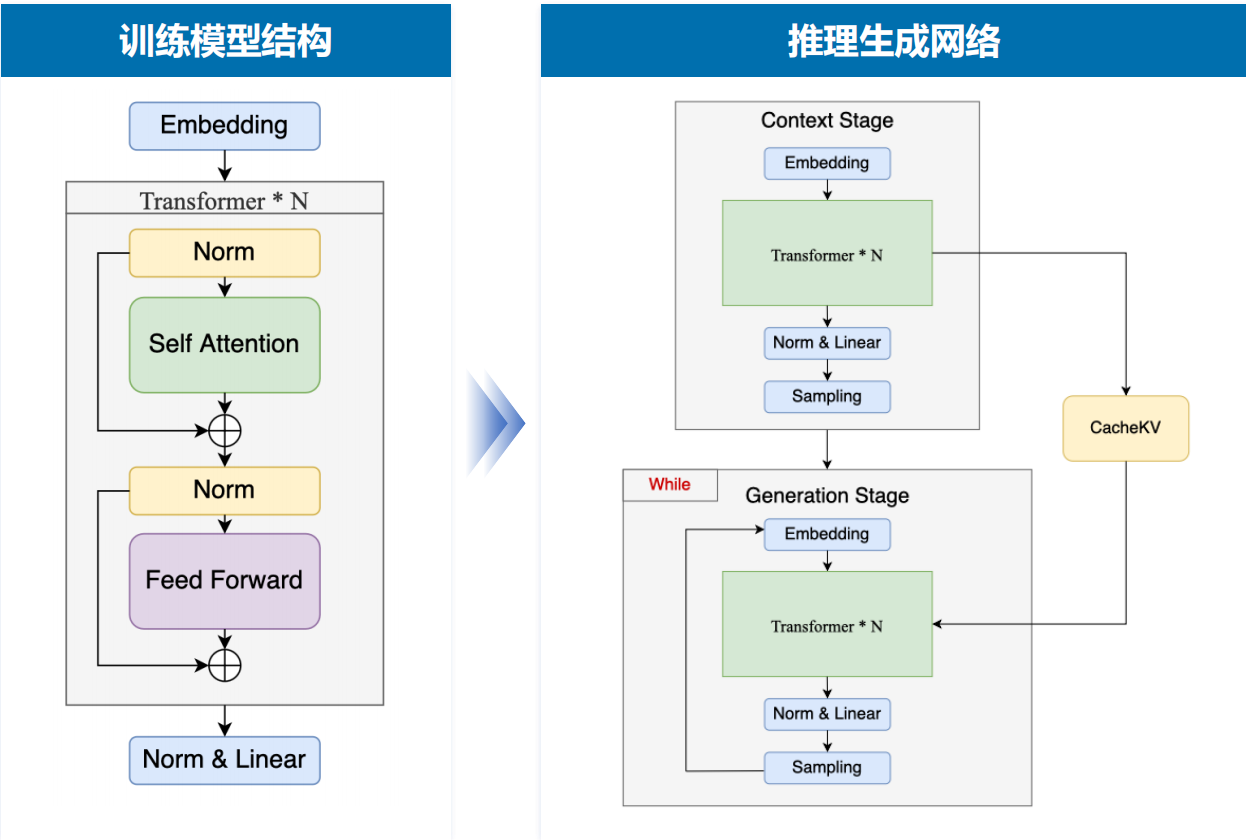 训练模型结构
Embedding
Transformer * N
Norm
Self Attention
Norm
Feed Forward
Norm & Linear
推理生成网络
Context Stage
Embedding
Transformer * N
Norm & Linear
Sampling
CacheKV
While
Generation Stage
Embedding
Transformer * N
Norm & Linear
Sampling